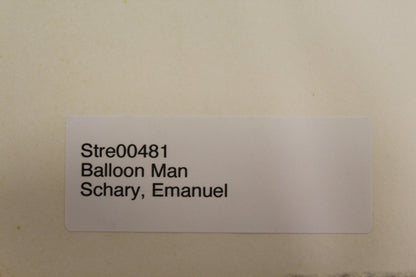 Stre00481
Balloon Man
Schary, Emanuel